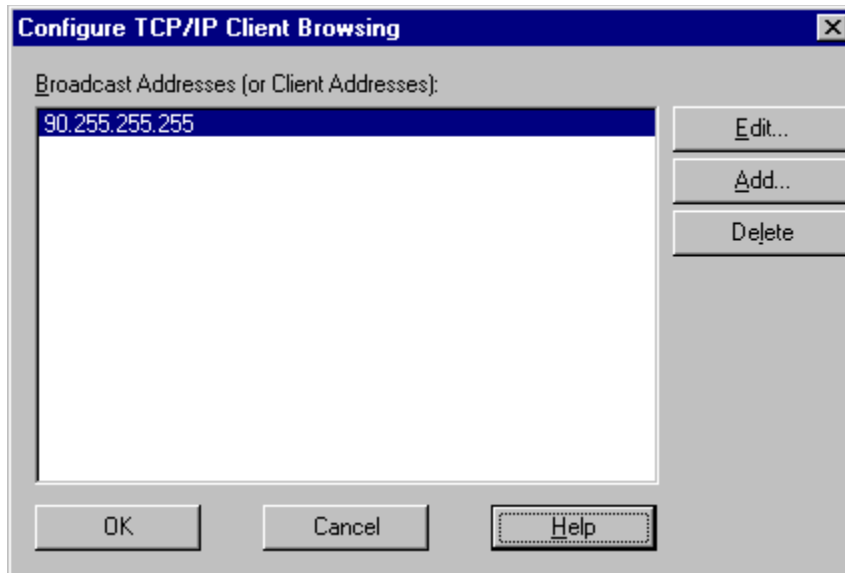 Configure TCP/IP Client Browsing
Broadcast Addresses (or Client Addresses):
90.255.255.255
Edit...
Add...
Delete
OK Cancel Help